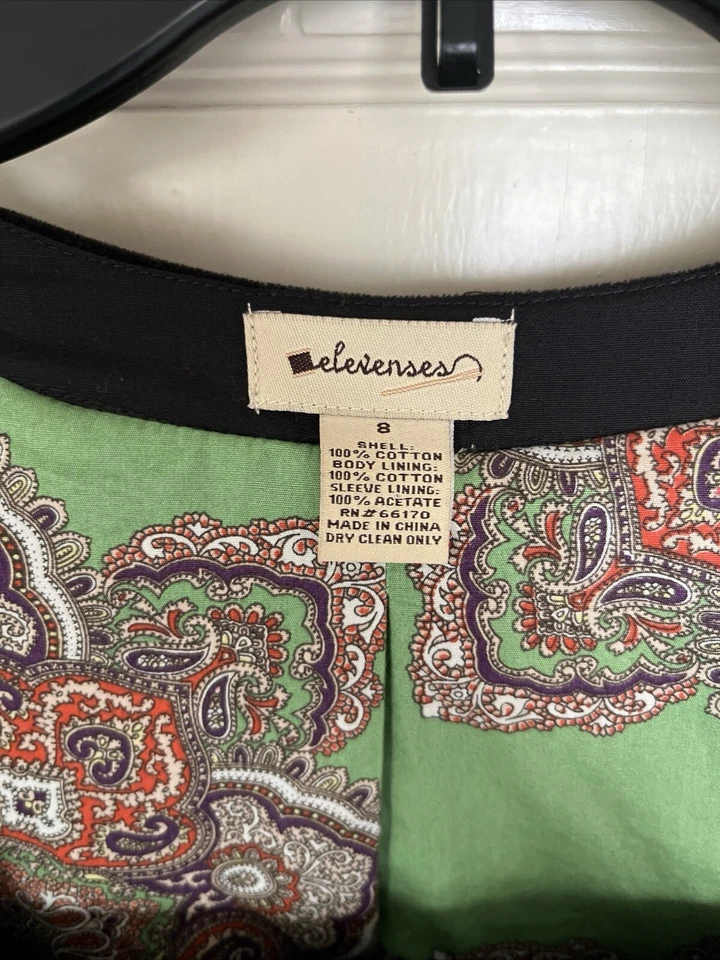 elevenses
8
SHELL:
100% COTTON
BODY LINING:
100% COTTON
SLEEVE LINING:
100% ACETATE
RN#66170
MADE IN CHINA
DRY CLEAN ONLY